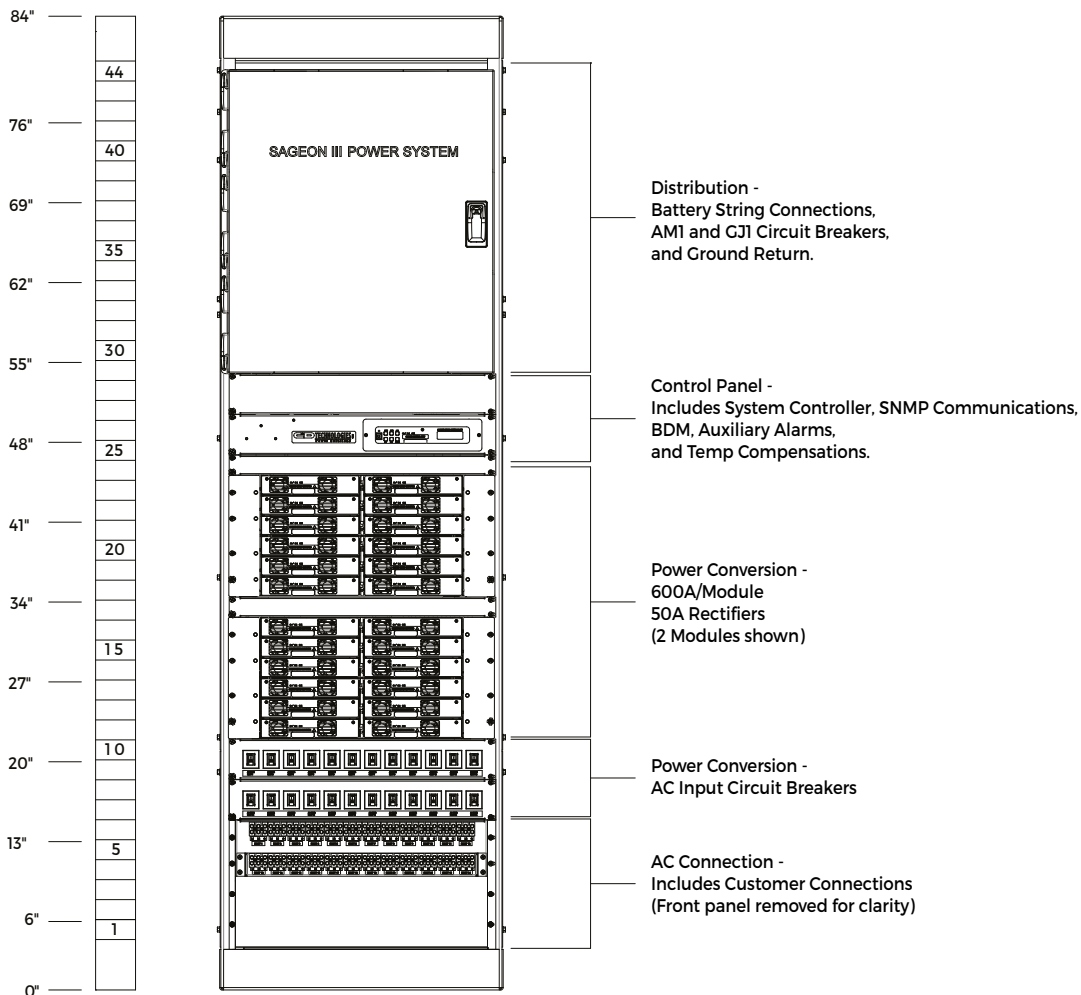 84"
76"
69"
62"
55"
48"
41"
34"
27"
20"
13"
6"
0"
44
40
35
30
25
20
15
10
5
1
SAGEON III POWER SYSTEM
TECHNOLOGIES
Distribution -
Battery String Connections,
AM1 and GJ1 Circuit Breakers,
and Ground Return.
Control Panel -
Includes System Controller, SNMP Communications,
BDM, Auxiliary Alarms,
and Temp Compensations.
Power Conversion -
600A/Module
50A Rectifiers
(2 Modules shown)
Power Conversion -
AC Input Circuit Breakers
AC Connection -
Includes Customer Connections
(Front panel removed for clarity)